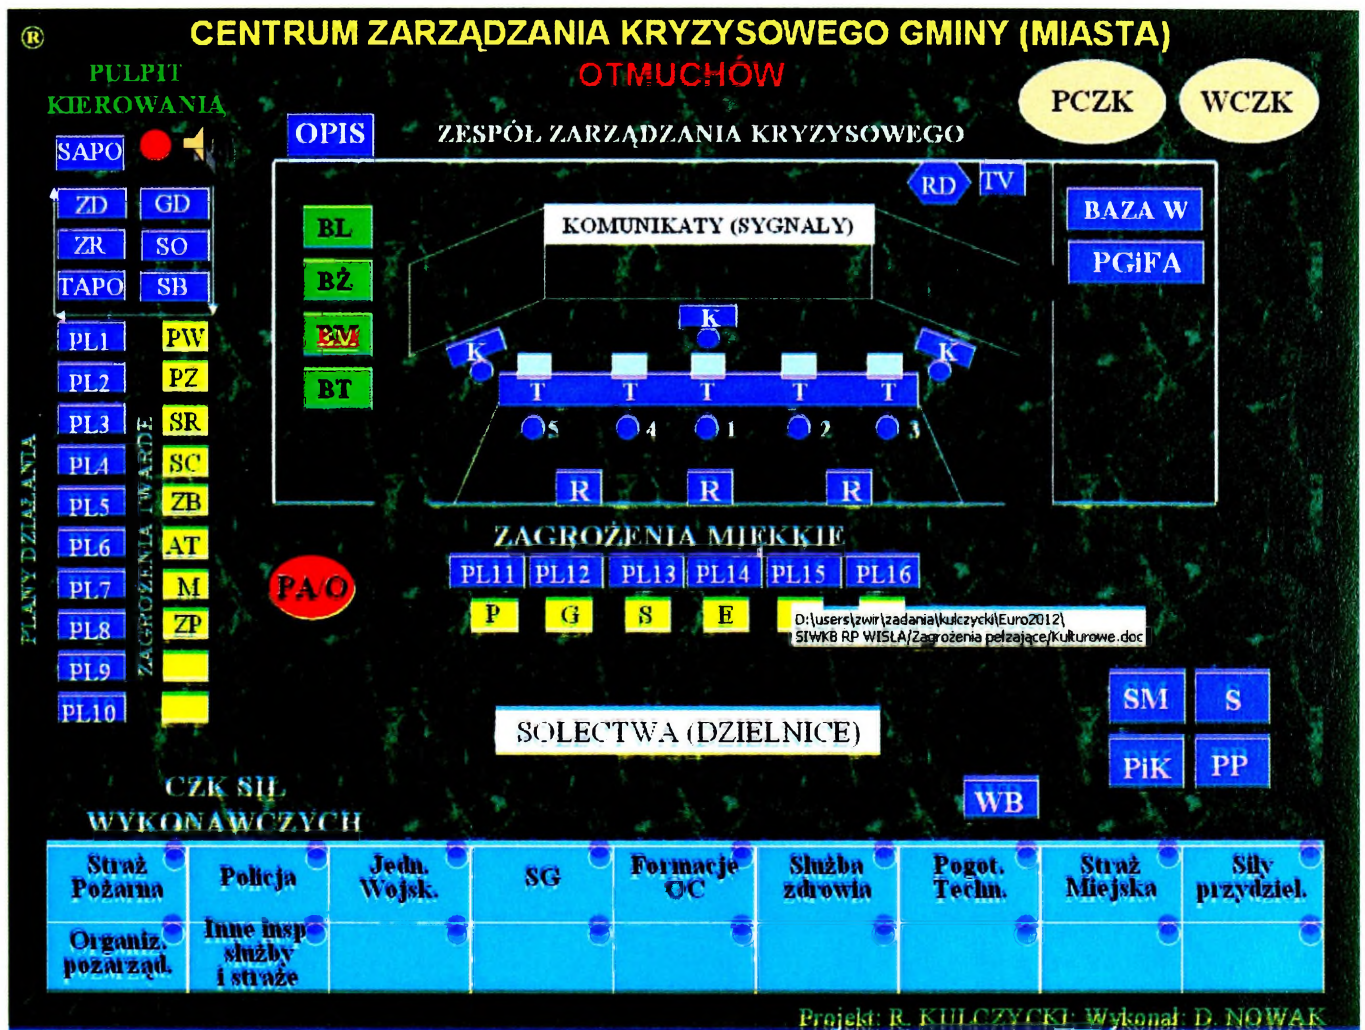 ®
CENTRUM ZARZĄDZANIA KRYZYSOWEGO GMINY (MIASTA)
OTMUCHÓW
PULPIT
KIEROWANIA
PCZK
WCZK
SAPO
OPIS
ZESPÓŁ ZARZĄDZANIA KRYZYSOWEGO
RD
TV
ZD
GD
ZR
SO
TAPO
SB
BL
BŻ
BM
BT
KOMUNIKATY (SYGNAŁY)
BAZA W
PGiFA
K
K
K
T
T
T
T
T
5
4
1
2
3
R
R
R
PLANY DZIAŁANIA
ZAGROŻENIA TWARDE
PL1
PW
PL2
PZ
PL3
SR
PL4
SC
PL5
ZB
PL6
AT
PL7
M
PL8
ZP
PL9
PL10
ZAGROŻENIA MIĘKKIE
PA/O
PL11
PL12
PL13
PL14
PL15
PL16
P
G
S
E
D:\users\zwir\zadania\kulczycki\Euro2012\
SIWKB RP WISŁA/Zagrożenia pełzające/Kulturowe.doc
SOŁECTWA (DZIELNICE)
SM
S
PiK
PP
WB
CZK SIŁ
WYKONAWCZYCH
Straż
Pożarna
Policja
Jedn.
Wojsk.
SG
Formacje
OC
Służba
zdrowia
Pogot.
Techn.
Straż
Miejska
Siły
przydziel.
Organiz.
pozarząd.
Inne insp
służby
i straże
Projekt: R. KULCZYCKI; Wykonał: D. NOWAK